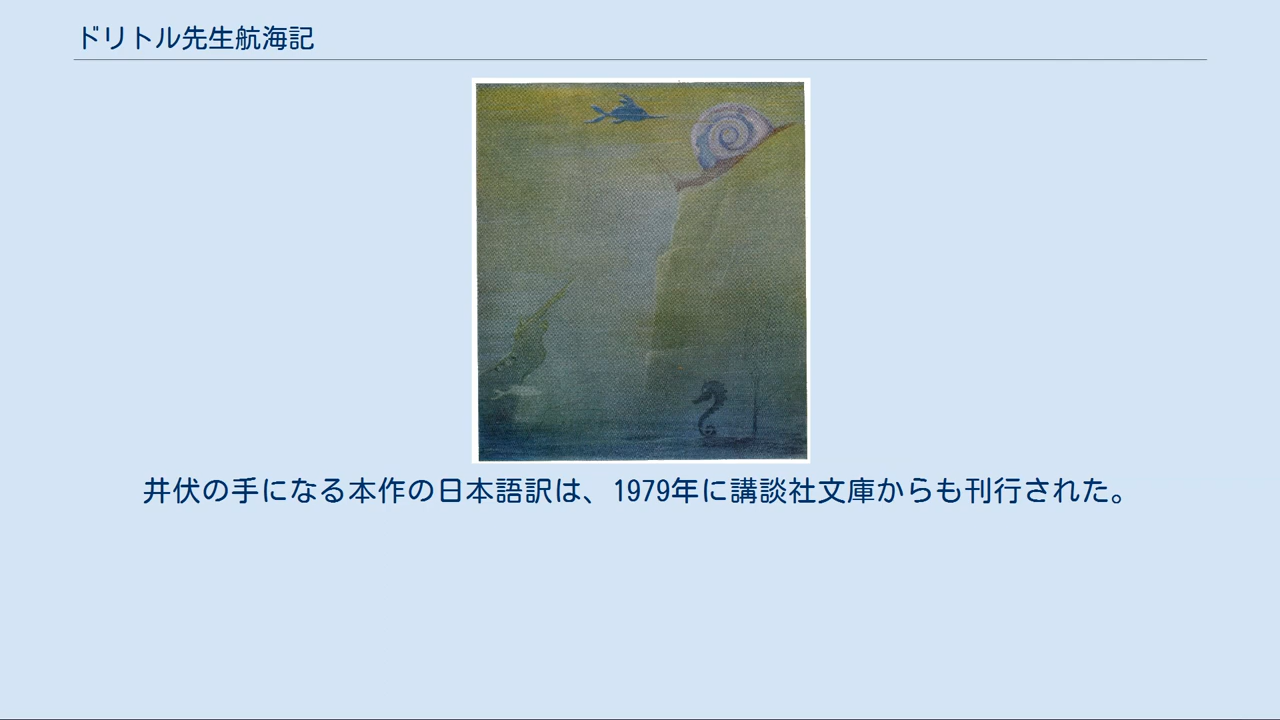 ドリトル先生航海記
井伏の手になる本作の日本語訳は、1979年に講談社文庫からも刊行された。